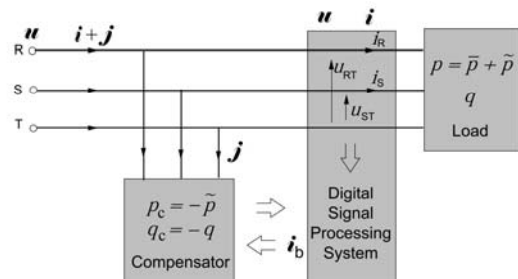 u i + j u i
R i_R
u_RT
S i_S
u_ST
T
j
p = p̄ + p̃
q
Load
p_c = − p̃
q_c = − q
Compensator
i_b
Digital
Signal
Processing
System